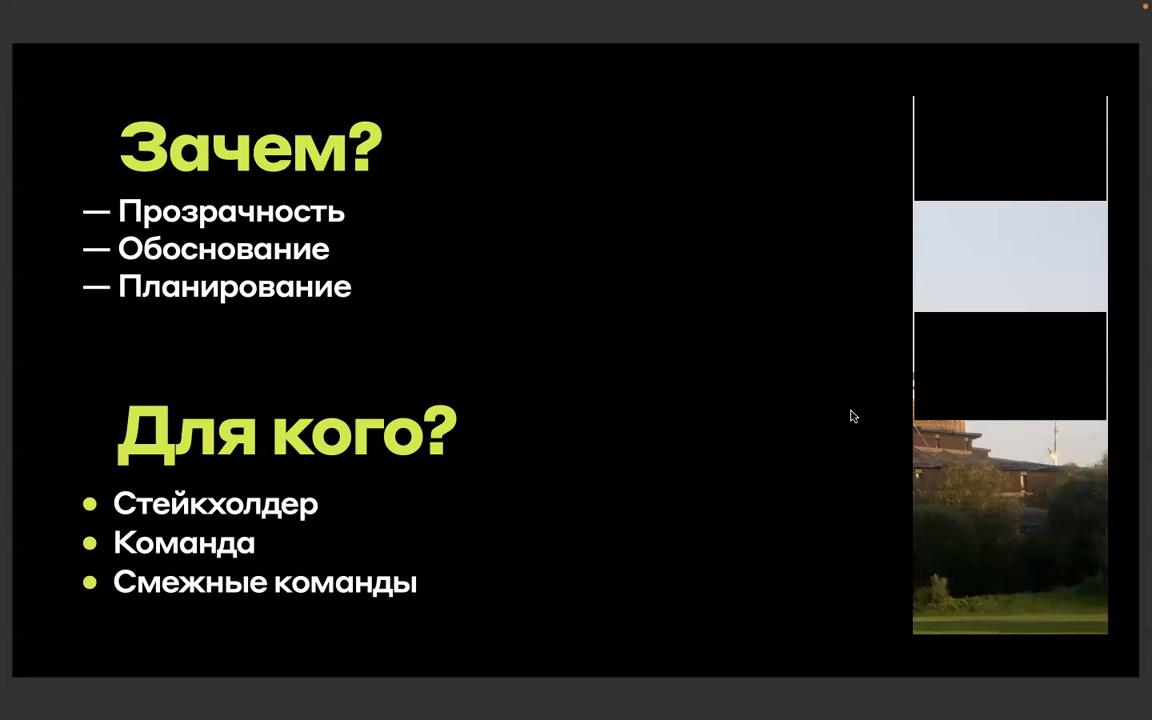 Зачем?
— Прозрачность
— Обоснование
— Планирование
Для кого?
• Стейкхолдер
• Команда
• Смежные команды